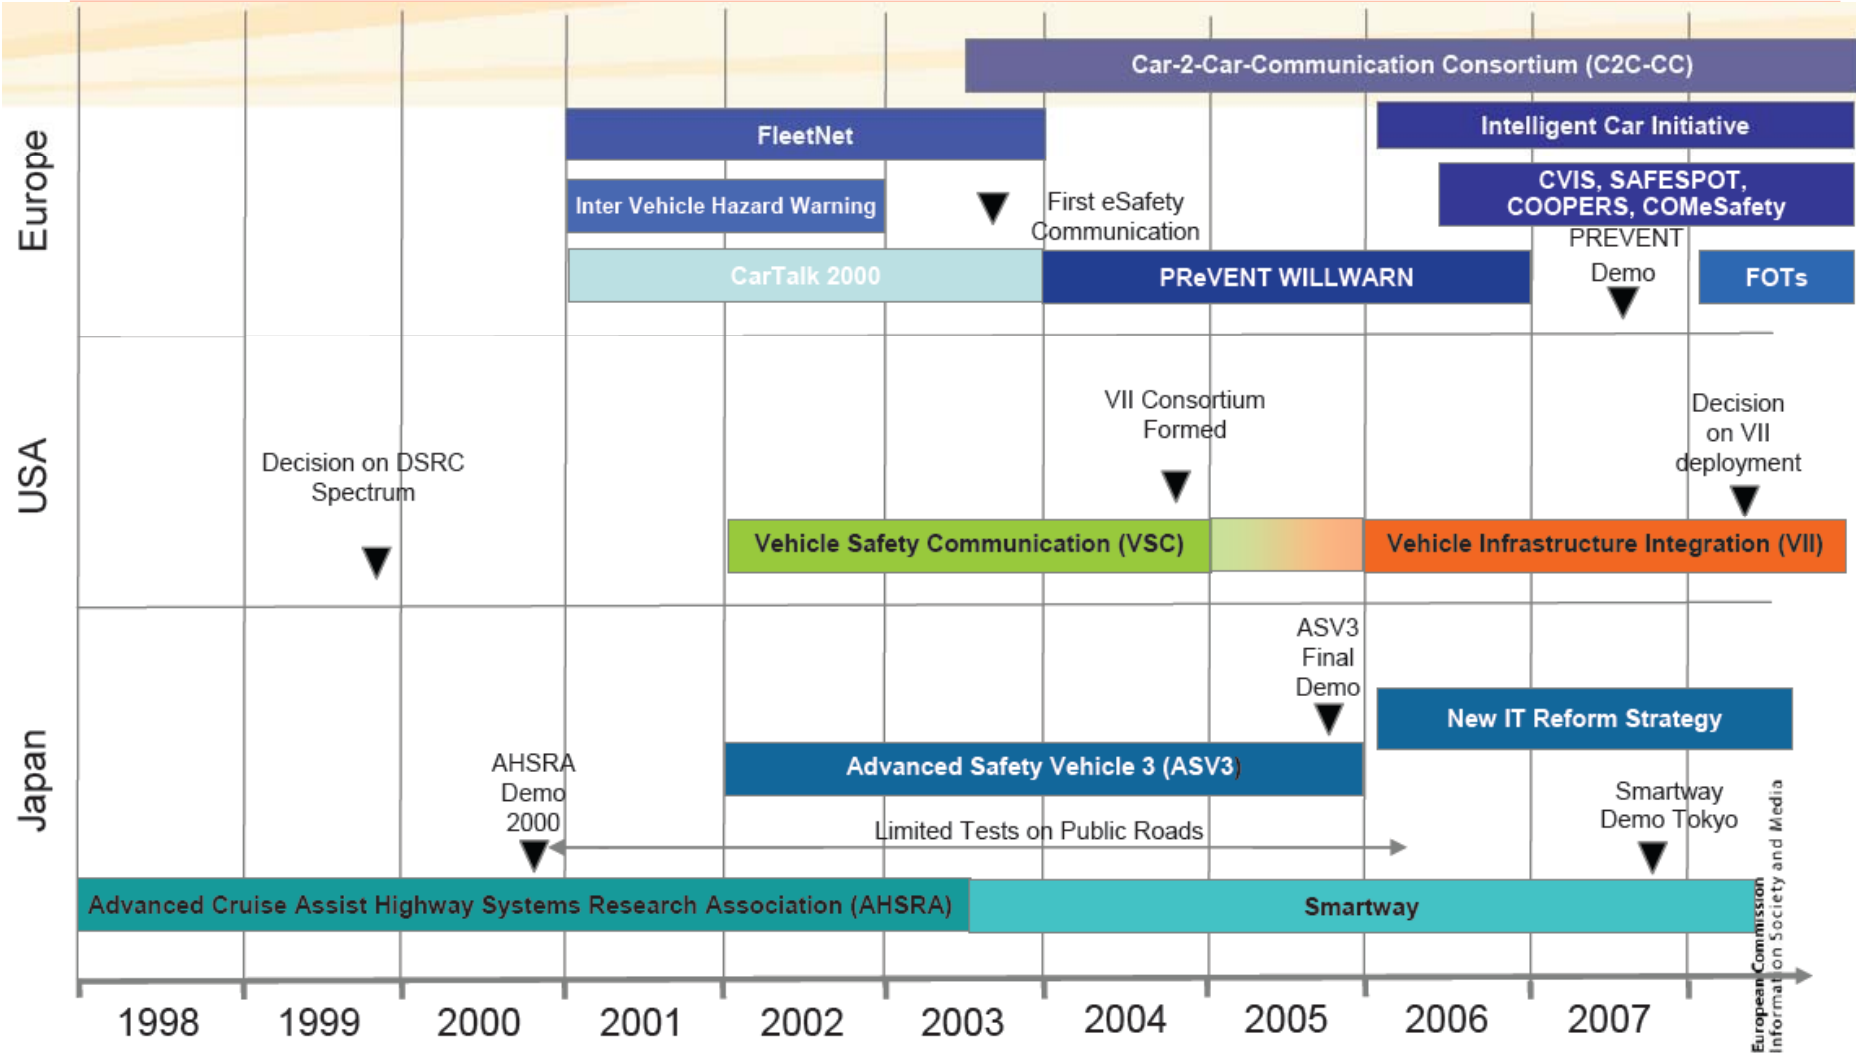 Europe
Car-2-Car-Communication Consortium (C2C-CC)
FleetNet
Intelligent Car Initiative
Inter Vehicle Hazard Warning
First eSafety
Communication
CVIS, SAFESPOT,
COOPERS, COMeSafety
CarTalk 2000
PReVENT WILLWARN
PREVENT
Demo
FOTs
USA
Decision on DSRC
Spectrum
VII Consortium
Formed
Decision
on VII
deployment
Vehicle Safety Communication (VSC)
Vehicle Infrastructure Integration (VII)
Japan
ASV3
Final
Demo
New IT Reform Strategy
Advanced Safety Vehicle 3 (ASV3)
AHSRA
Demo
2000
Limited Tests on Public Roads
Smartway
Demo Tokyo
Advanced Cruise Assist Highway Systems Research Association (AHSRA)
Smartway
European Commission
Information Society and Media
1998
1999
2000
2001
2002
2003
2004
2005
2006
2007